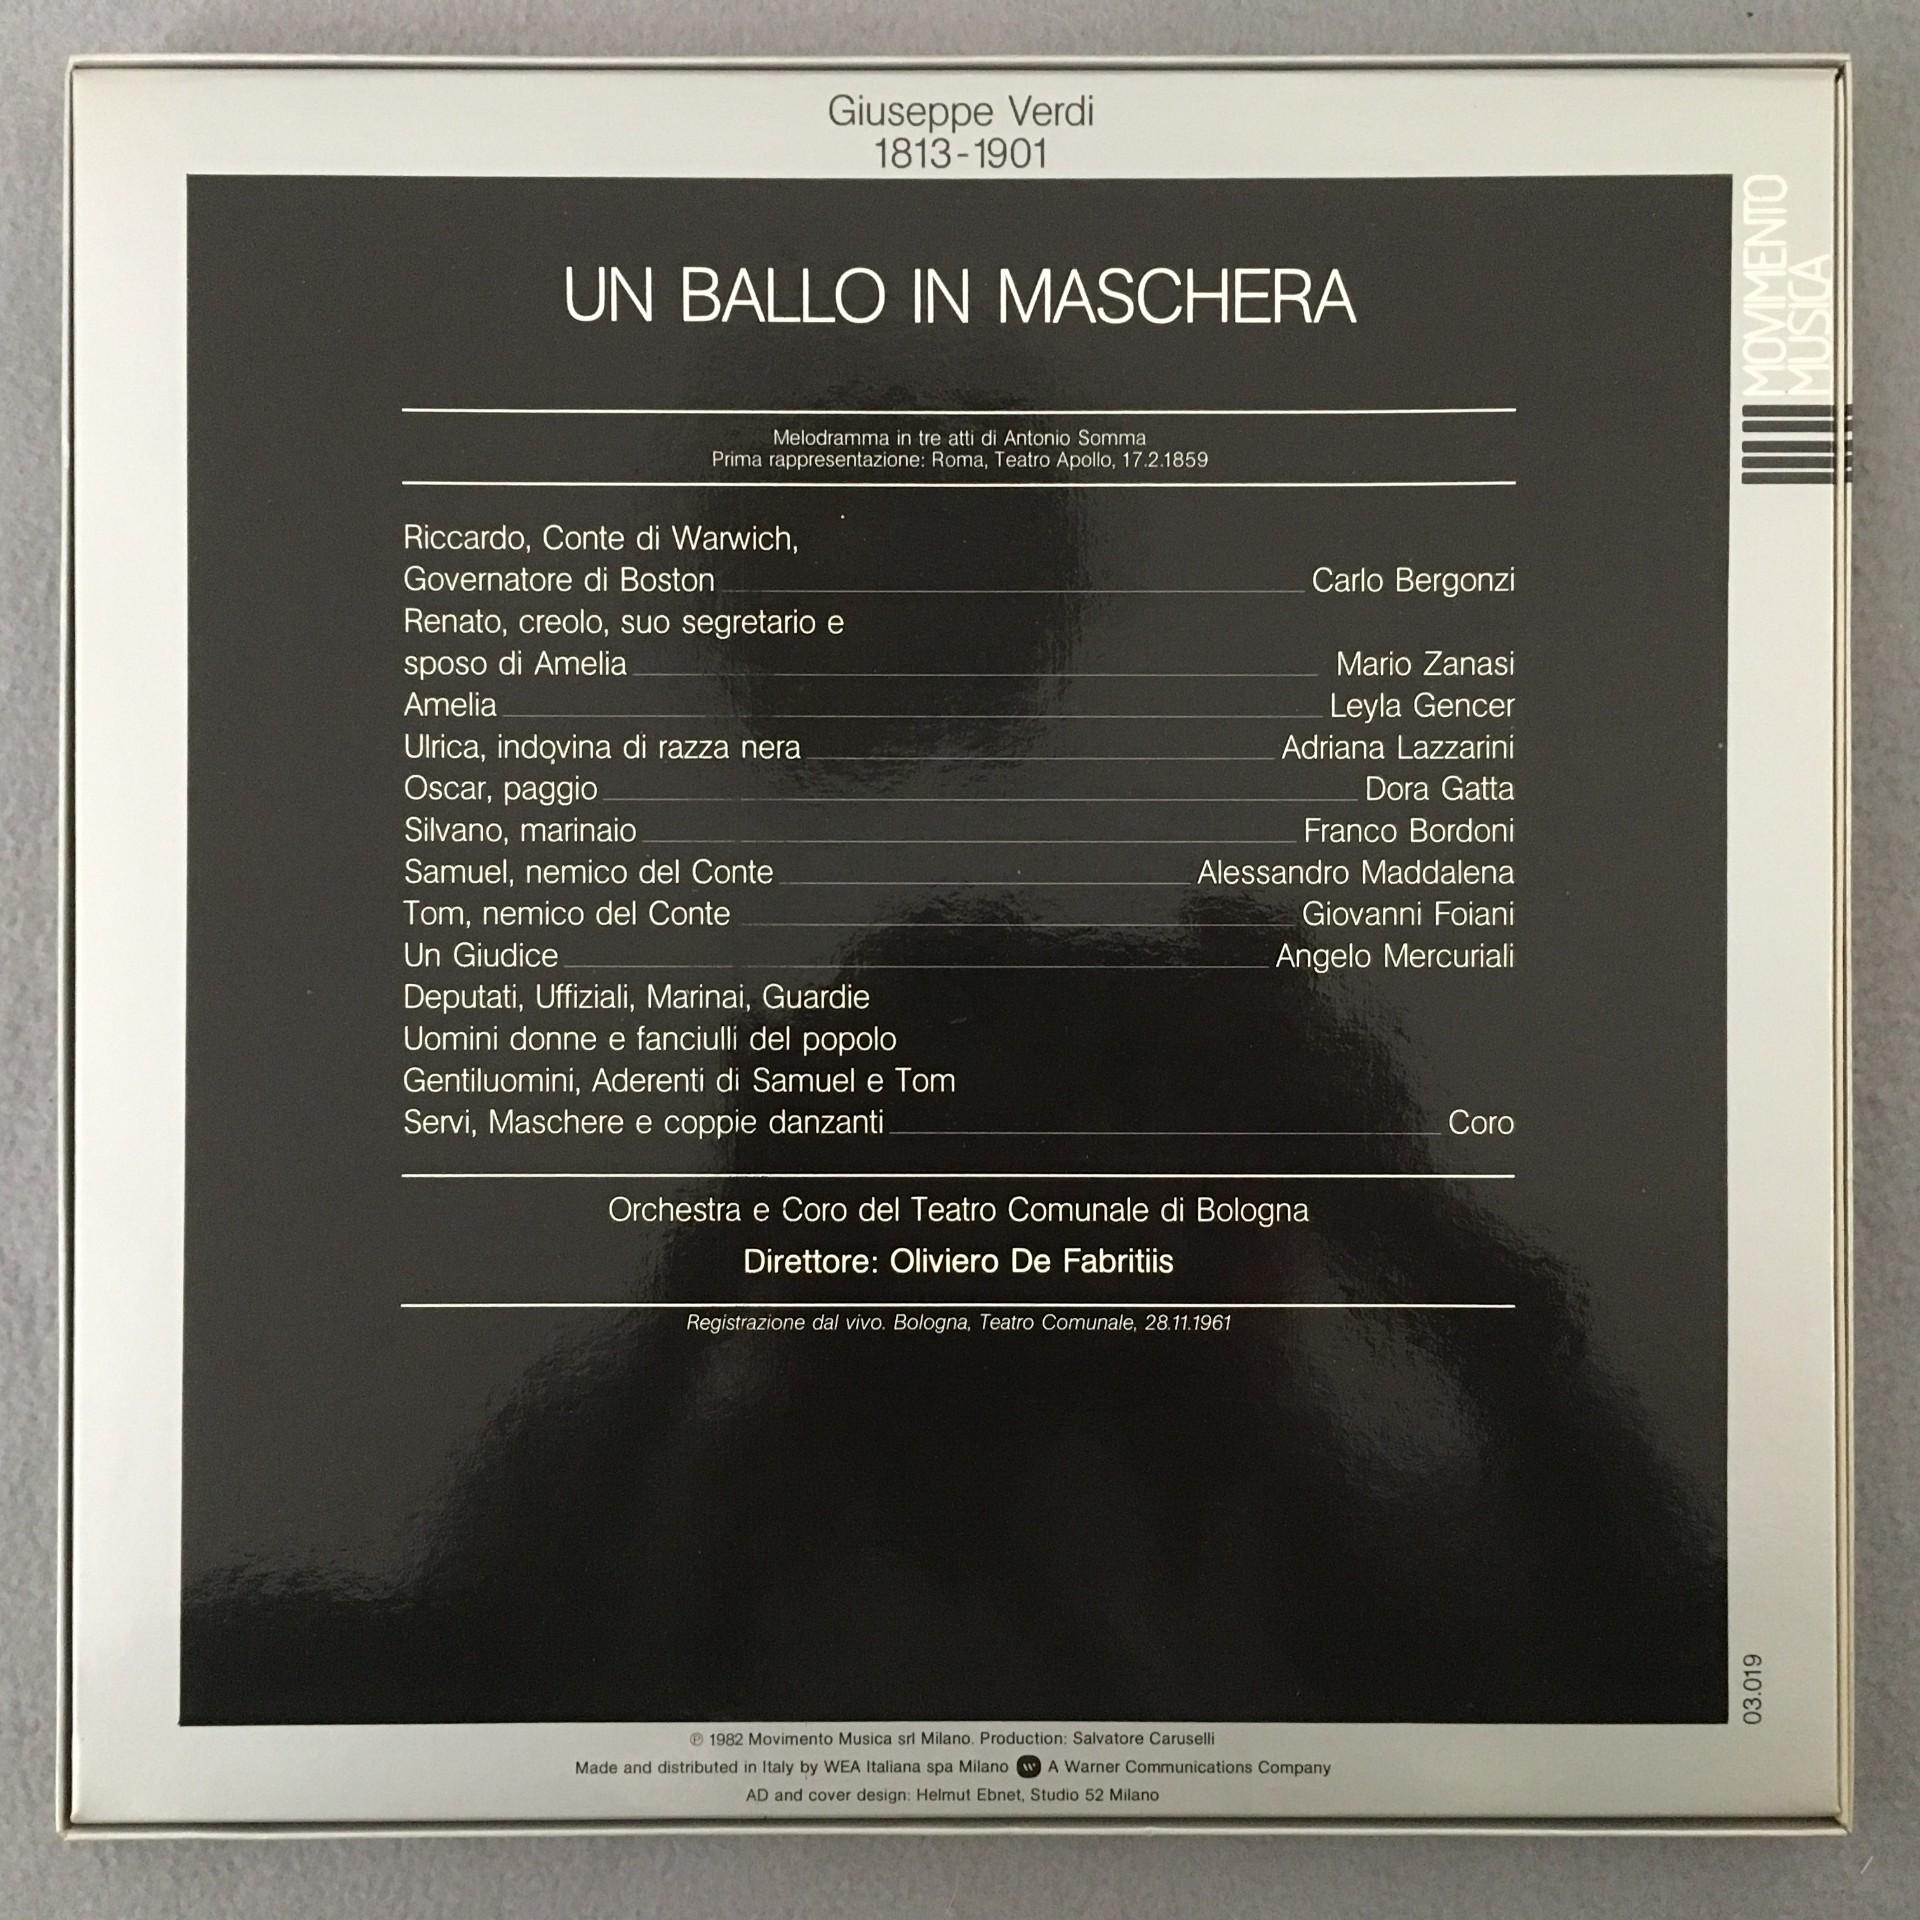 Giuseppe Verdi
1813-1901
MOVIMENTO
MUSICA
UN BALLO IN MASCHERA
Melodramma in tre atti di Antonio Somma
Prima rappresentazione: Roma, Teatro Apollo, 17.2.1859
Riccardo, Conte di Warwich,
Governatore di Boston Carlo Bergonzi
Renato, creolo, suo segretario e
sposo di Amelia Mario Zanasi
Amelia Leyla Gencer
Ulrica, indovina di razza nera Adriana Lazzarini
Oscar, paggio Dora Gatta
Silvano, marinaio Franco Bordoni
Samuel, nemico del Conte Alessandro Maddalena
Tom, nemico del Conte Giovanni Foiani
Un Giudice Angelo Mercuriali
Deputati, Uffiziali, Marinai, Guardie
Uomini donne e fanciulli del popolo
Gentiluomini, Aderenti di Samuel e Tom
Servi, Maschere e coppie danzanti Coro
Orchestra e Coro del Teatro Comunale di Bologna
Direttore: Oliviero De Fabritiis
Registrazione dal vivo. Bologna, Teatro Comunale, 28.11.1961
03.019
℗ 1982 Movimento Musica srl Milano. Production: Salvatore Caruselli
Made and distributed in Italy by WEA Italiana spa Milano A Warner Communications Company
AD and cover design: Helmut Ebnet, Studio 52 Milano